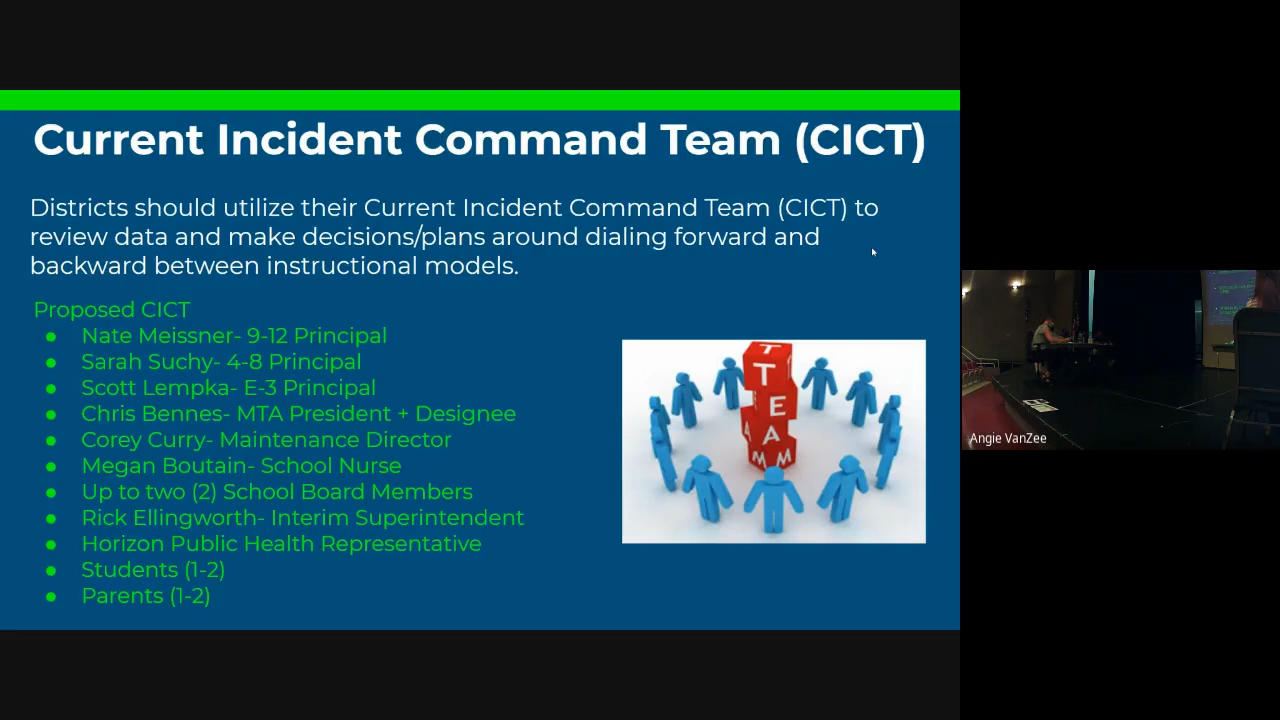 Current Incident Command Team (CICT)
Districts should utilize their Current Incident Command Team (CICT) to
review data and make decisions/plans around dialing forward and
backward between instructional models.
Proposed CICT
● Nate Meissner- 9-12 Principal
● Sarah Suchy- 4-8 Principal
● Scott Lempka- E-3 Principal
● Chris Bennes- MTA President + Designee
● Corey Curry- Maintenance Director
● Megan Boutain- School Nurse
● Up to two (2) School Board Members
● Rick Ellingworth- Interim Superintendent
● Horizon Public Health Representative
● Students (1-2)
● Parents (1-2)
T
T
E
A
A
M M
Angie VanZee